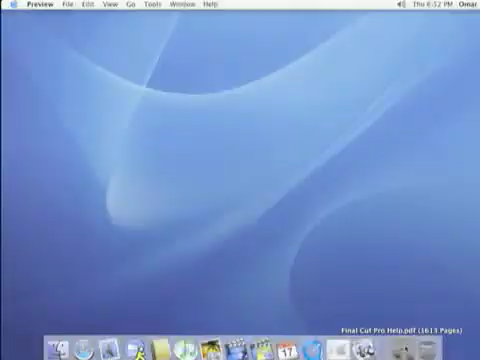 Preview File Edit View Go Tools Window Help Thu 6:52 PM Omar
Final Cut Pro Help.pdf (1613 Pages)
17